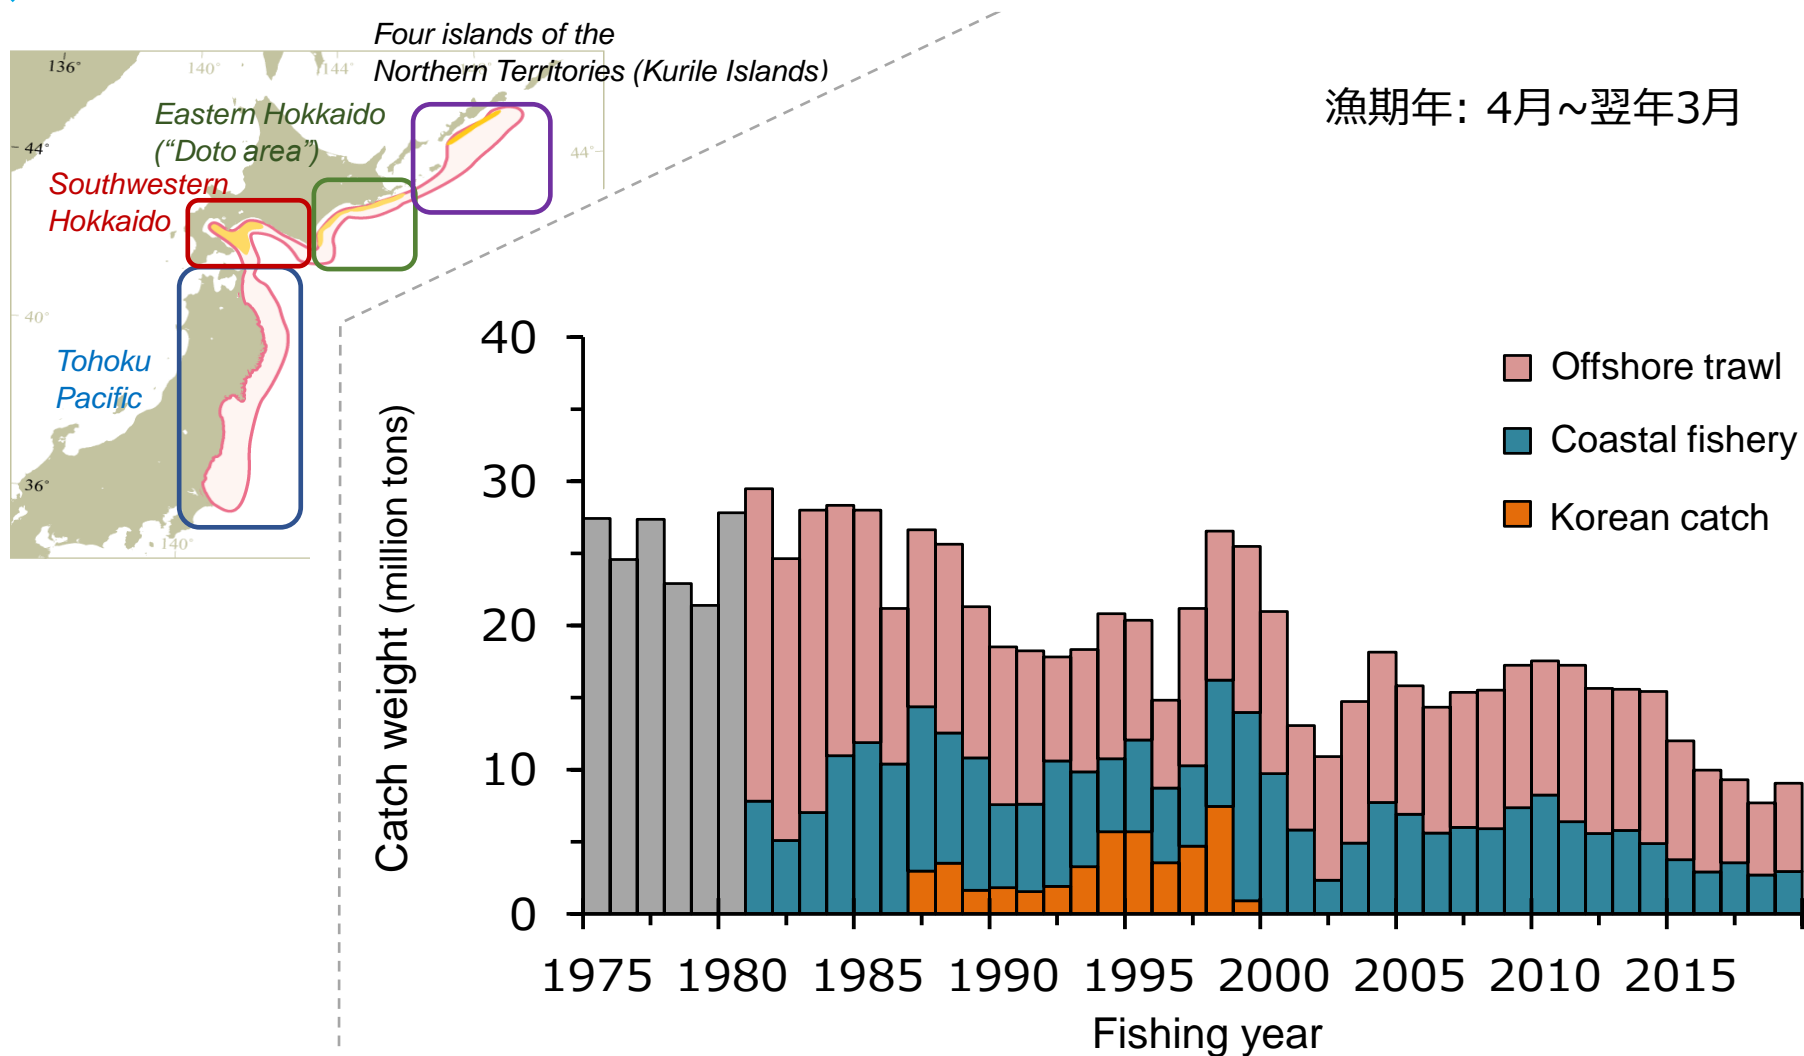 Four islands of the
Northern Territories (Kurile Islands)
136°
140°
144°
漁期年: 4月~翌年3月
Eastern Hokkaido
("Doto area")
44°
44°
Southwestern
Hokkaido
40°
Tohoku
Pacific
36°
140°
Offshore trawl
Coastal fishery
Korean catch
Catch weight (million tons)
40
30
20
10
0
1975 1980 1985 1990 1995 2000 2005 2010 2015
Fishing year